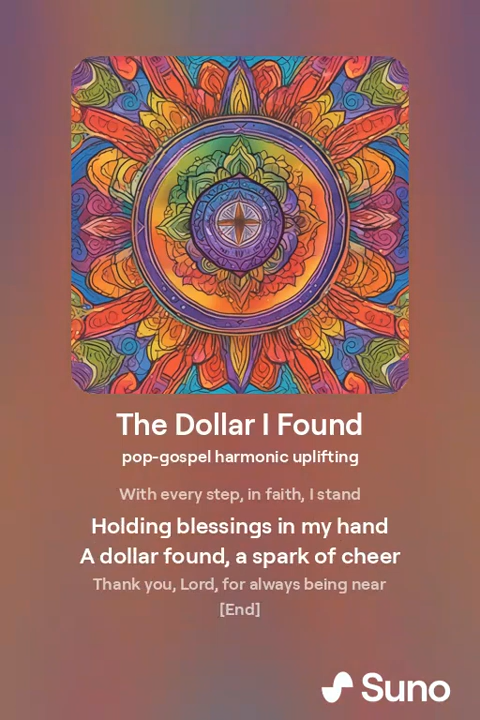 The Dollar I Found
pop-gospel harmonic uplifting
With every step, in faith, I stand
Holding blessings in my hand
A dollar found, a spark of cheer
Thank you, Lord, for always being near
[End]
Suno